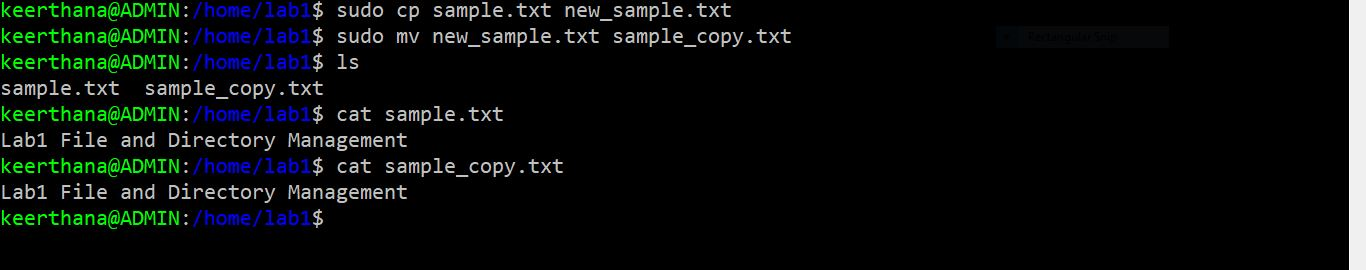 keerthana@ADMIN:/home/lab1$ sudo cp sample.txt new_sample.txt
keerthana@ADMIN:/home/lab1$ sudo mv new_sample.txt sample_copy.txt
Rectangular Snip
keerthana@ADMIN:/home/lab1$ ls
sample.txt  sample_copy.txt
keerthana@ADMIN:/home/lab1$ cat sample.txt
Lab1 File and Directory Management
keerthana@ADMIN:/home/lab1$ cat sample_copy.txt
Lab1 File and Directory Management
keerthana@ADMIN:/home/lab1$